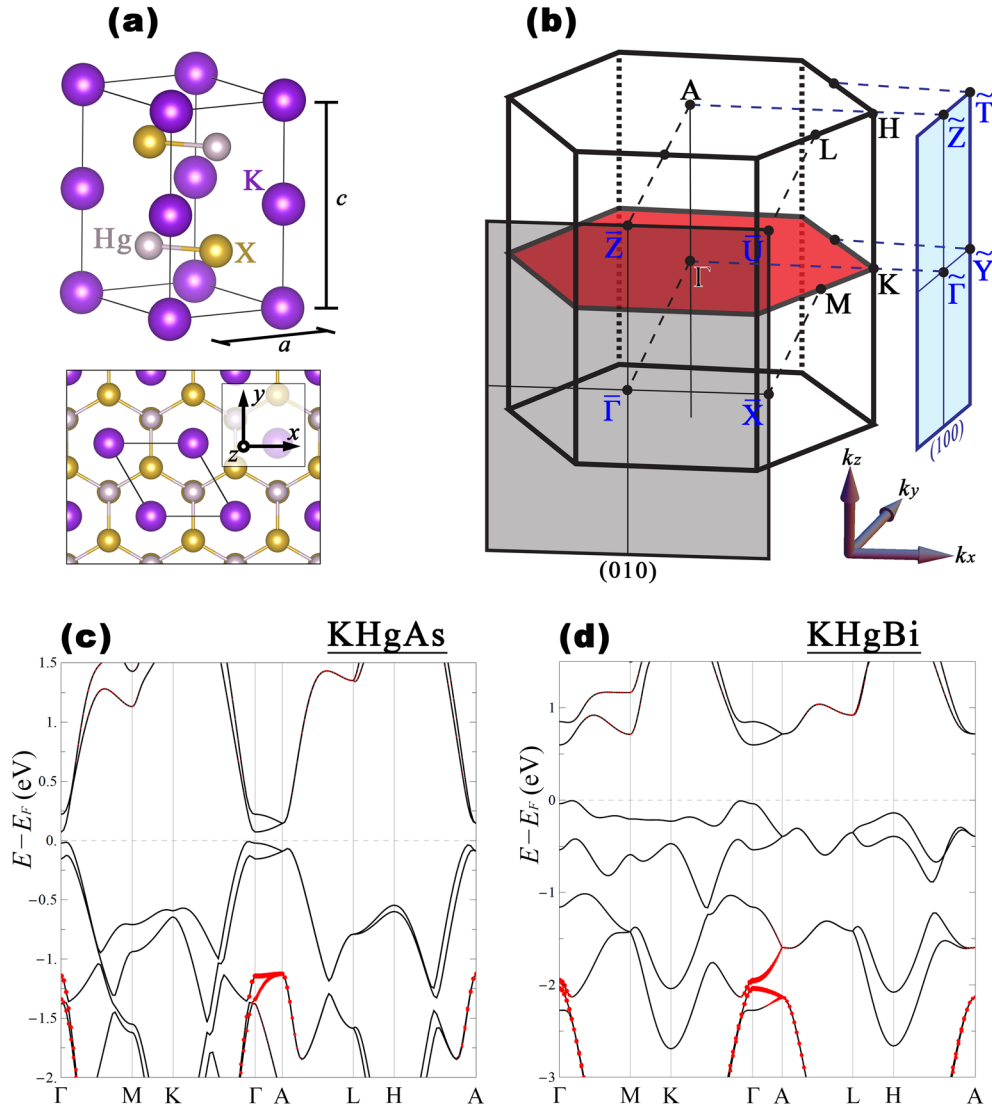 (a)
K
Hg
X
c
a
y
x
z
(b)
A
H
L
Z̄
Ū
Γ
K
M
Γ̄
X̄
(010)
T̃
Z̃
Ỹ
Γ̃
(100)
kz
ky
kx
(c)
KHgAs
E−EF (eV)
1.5
1
0.5
0
−0.5
−1
−1.5
−2
Γ M K Γ A L H A
(d)
KHgBi
E−EF (eV)
1
0
−1
−2
−3
Γ M K Γ A L H A